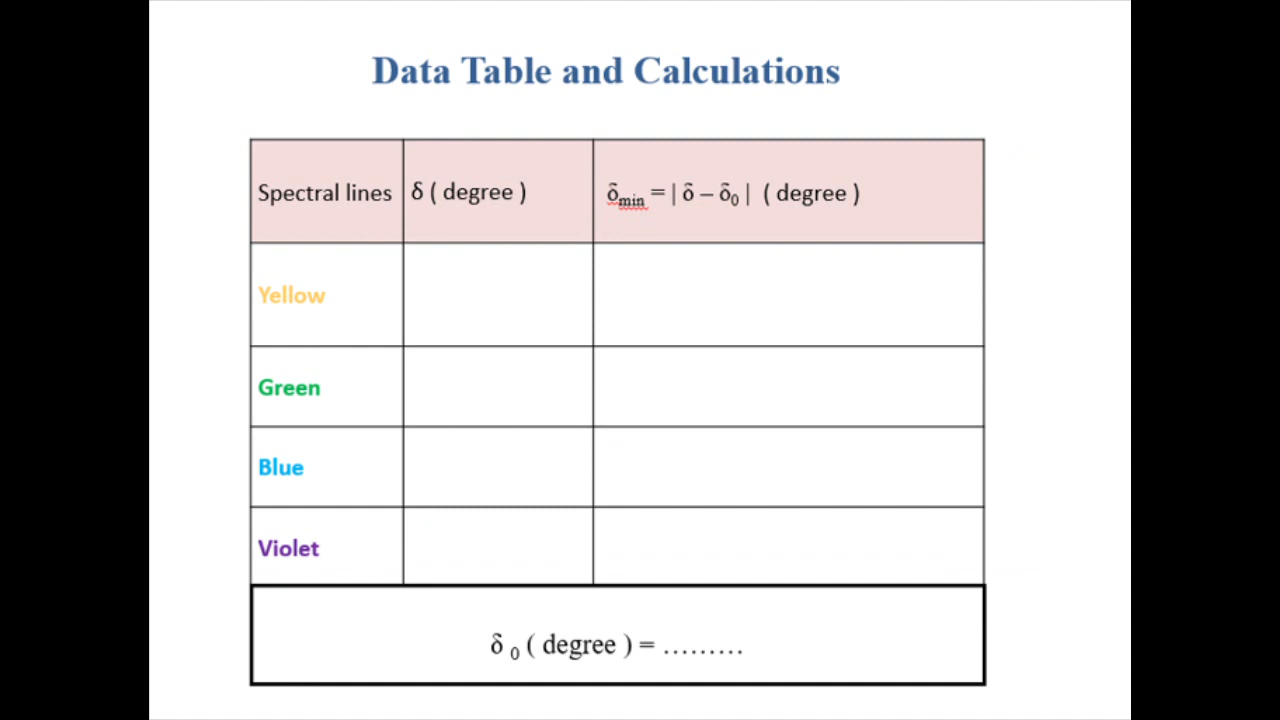 Data Table and Calculations
Spectral lines δ ( degree ) δmin = | δ – δ0 | ( degree )
Yellow
Green
Blue
Violet
δ 0 ( degree ) = ………